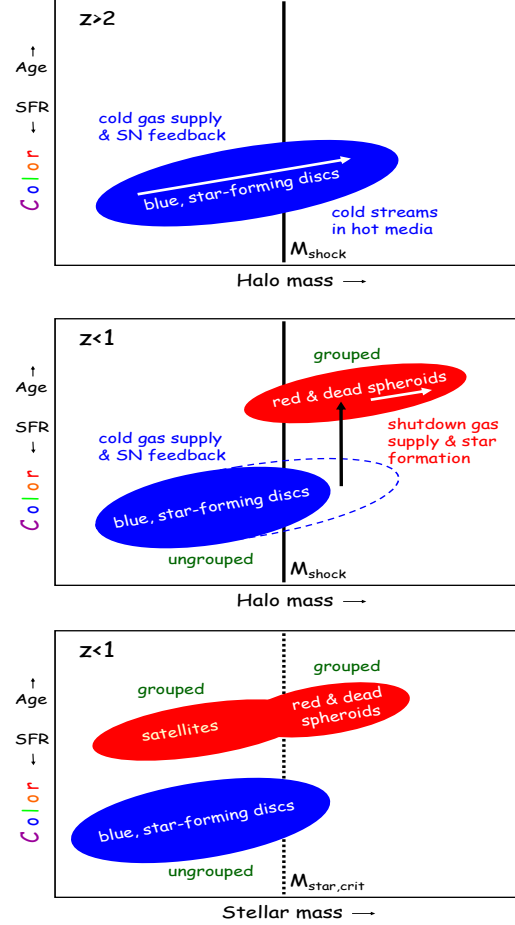 z>2
↑
Age
SFR
↓
Color
cold gas supply
& SN feedback
blue, star-forming discs
cold streams
in hot media
Mshock
Halo mass →
z<1
↑
Age
SFR
↓
Color
grouped
red & dead spheroids
shutdown gas
supply & star
formation
cold gas supply
& SN feedback
blue, star-forming discs
ungrouped
Mshock
Halo mass →
z<1
↑
Age
SFR
↓
Color
grouped
grouped
satellites
red & dead
spheroids
blue, star-forming discs
ungrouped
Mstar,crit
Stellar mass →